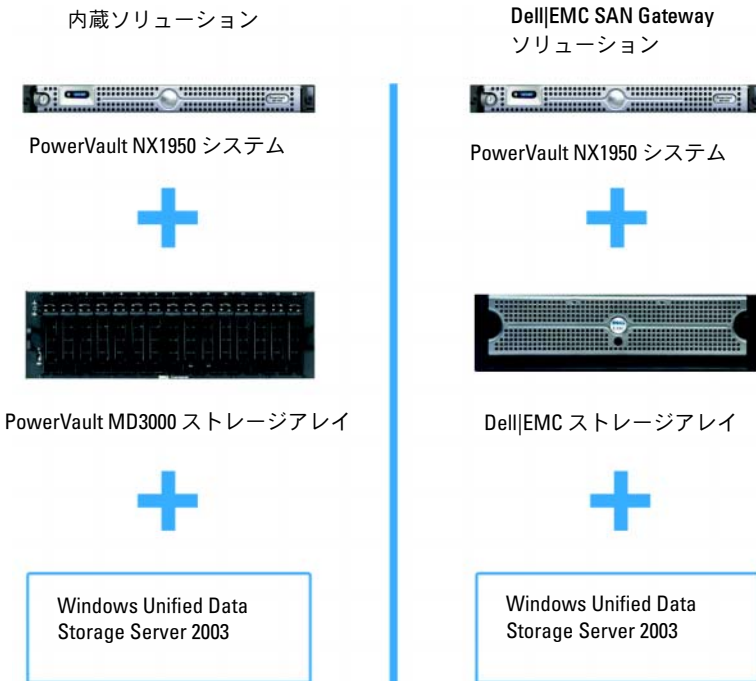 内蔵ソリューション
PowerVault NX1950 システム
PowerVault MD3000 ストレージアレイ
Windows Unified Data
Storage Server 2003
Dell|EMC SAN Gateway
ソリューション
PowerVault NX1950 システム
Dell|EMC ストレージアレイ
Windows Unified Data
Storage Server 2003